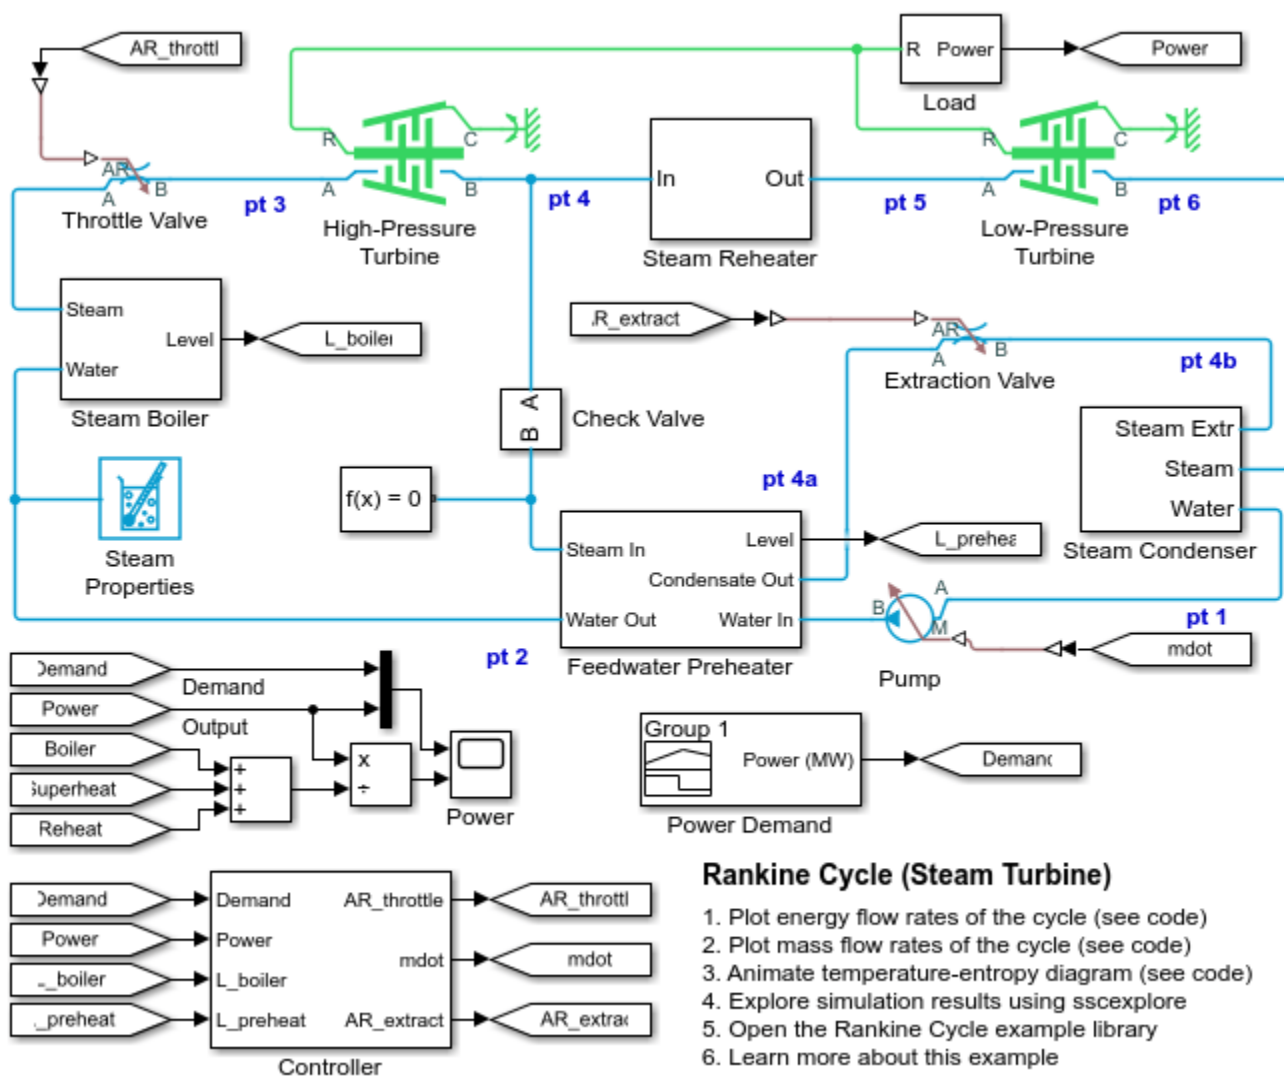 AR_throttl
R
Power
Power
Load
R
C
R
C
AR
A
B
A
B
In
Out
A
B
Throttle Valve
pt 3
High-Pressure
Turbine
pt 4
Steam Reheater
pt 5
Low-Pressure
Turbine
pt 6
Steam
Level
Water
L_boiler
Steam Boiler
R_extract
AR
A
B
Extraction Valve
pt 4b
A
B
Check Valve
Steam Extr
Steam
Water
Steam Condenser
Steam
Properties
f(x) = 0
pt 4a
Steam In
Level
Condensate Out
Water Out
Water In
L_prehea
Feedwater Preheater
pt 2
A
B
M
Pump
pt 1
mdot
Demand
Demand
Power
Output
Boiler
Superheat
Reheat
+
+
+
x
÷
Power
Group 1
Power (MW)
Demand
Power Demand
Demand
Power
_boiler
_preheat
Demand
Power
L_boiler
L_preheat
AR_throttle
mdot
AR_extract
AR_throttl
mdot
AR_extrac
Controller
Rankine Cycle (Steam Turbine)
1. Plot energy flow rates of the cycle (see code)
2. Plot mass flow rates of the cycle (see code)
3. Animate temperature-entropy diagram (see code)
4. Explore simulation results using sscexplore
5. Open the Rankine Cycle example library
6. Learn more about this example